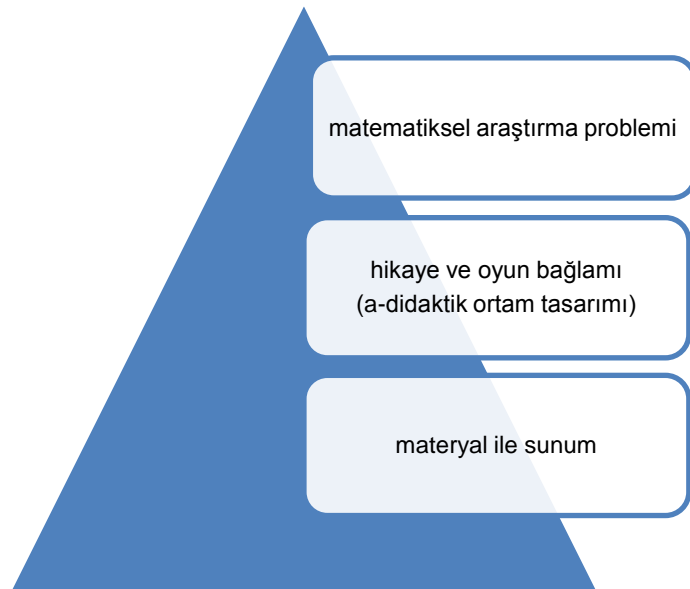 matematiksel araştırma problemi
hikaye ve oyun bağlamı
(a-didaktik ortam tasarımı)
materyal ile sunum